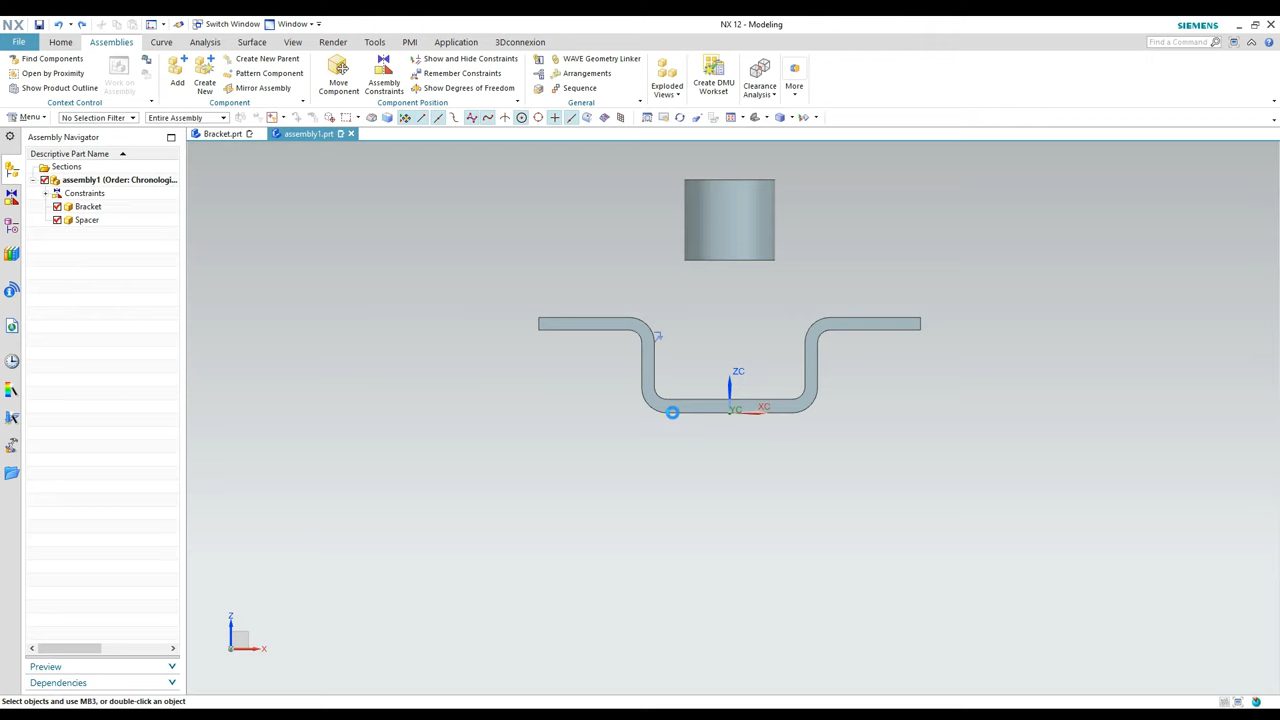 NX
Switch Window
Window
NX 12 - Modeling
SIEMENS
File
Home
Assemblies
Curve
Analysis
Surface
View
Render
Tools
PMI
Application
3Dconnexion
Find a Command
Find Components
Open by Proximity
Show Product Outline
Work on
Assembly
Context Control
Add
Create
New
Create New Parent
Pattern Component
Mirror Assembly
Component
Move
Component
Assembly
Constraints
Show and Hide Constraints
Remember Constraints
Show Degrees of Freedom
Component Position
WAVE Geometry Linker
Arrangements
Sequence
General
Exploded
Views
Create DMU
Workset
Clearance
Analysis
More
Menu
No Selection Filter
Entire Assembly
Assembly Navigator
Bracket.prt
assembly1.prt
Descriptive Part Name
Sections
assembly1 (Order: Chronologi...
Constraints
Bracket
Spacer
ZC
YC
XC
Z
X
Preview
Dependencies
Select objects and use MB3, or double-click an object